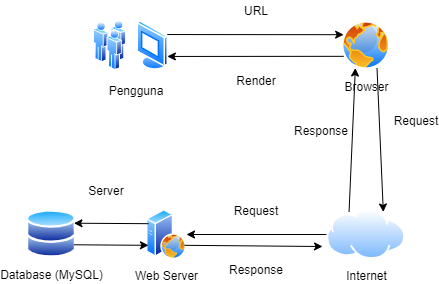 URL
Render
Pengguna
Browser
Response
Request
Server
Request
Response
Database (MySQL)
Web Server
Internet